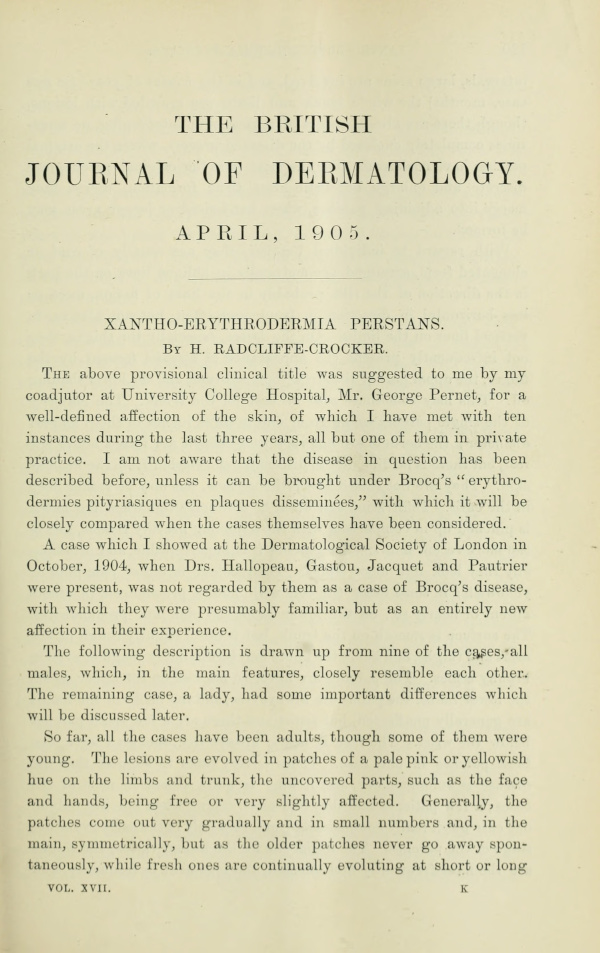 THE BRITISH
JOURNAL OF DERMATOLOGY.
APRIL, 1905.
XANTHO-ERYTHRODERMIA PERSTANS.
By H. RADCLIFFE-CROCKER.
The above provisional clinical title was suggested to me by my
coadjutor at University College Hospital, Mr. George Pernet, for a
well-defined affection of the skin, of which I have met with ten
instances during the last three years, all but one of them in private
practice. I am not aware that the disease in question has been
described before, unless it can be brought under Brocq's "erythro-
dermies pityriasiques en plaques disseminées," with which it will be
closely compared when the cases themselves have been considered.
A case which I showed at the Dermatological Society of London in
October, 1904, when Drs. Hallopeau, Gastou, Jacquet and Pautrier
were present, was not regarded by them as a case of Brocq's disease,
with which they were presumably familiar, but as an entirely new
affection in their experience.
The following description is drawn up from nine of the cases, all
males, which, in the main features, closely resemble each other.
The remaining case, a lady, had some important differences which
will be discussed later.
So far, all the cases have been adults, though some of them were
young. The lesions are evolved in patches of a pale pink or yellowish
hue on the limbs and trunk, the uncovered parts, such as the face
and hands, being free or very slightly affected. Generally, the
patches come out very gradually and in small numbers and, in the
main, symmetrically, but as the older patches never go away spon-
taneously, while fresh ones are continually evoluting at short or long
VOL. XVII. K